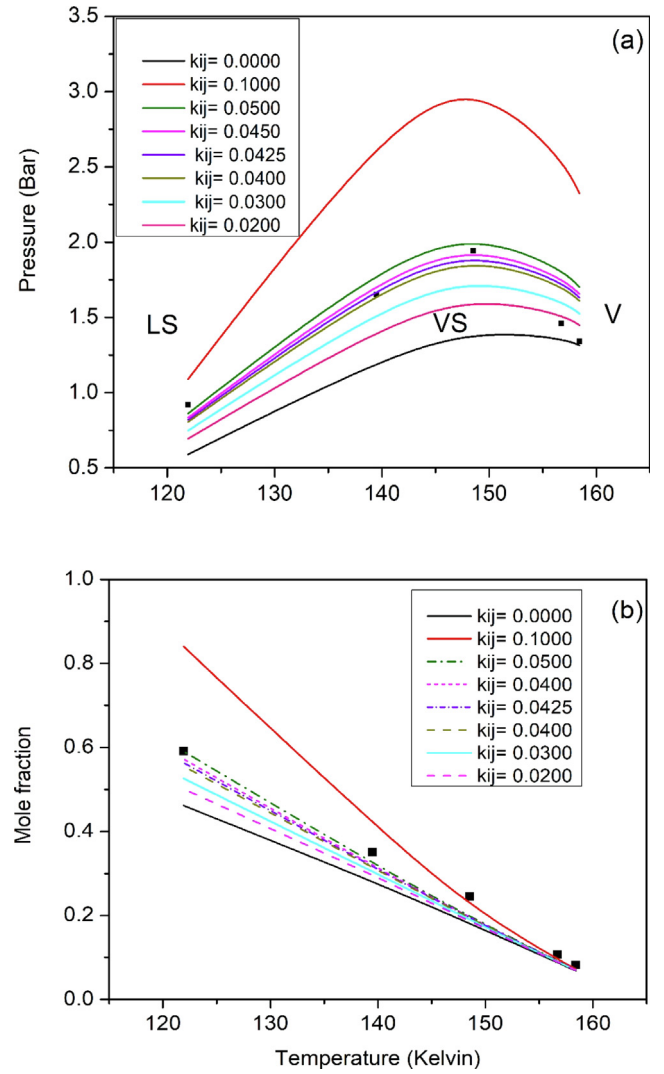 (a)
kij= 0.0000
kij= 0.1000
kij= 0.0500
kij= 0.0450
kij= 0.0425
kij= 0.0400
kij= 0.0300
kij= 0.0200
3.5
3.0
2.5
2.0
1.5
1.0
0.5
Pressure (Bar)
LS
VS
V
120 130 140 150 160
(b)
kij= 0.0000
kij= 0.1000
kij= 0.0500
kij= 0.0400
kij= 0.0425
kij= 0.0400
kij= 0.0300
kij= 0.0200
1.0
0.8
0.6
0.4
0.2
0.0
Mole fraction
120 130 140 150 160
Temperature (Kelvin)